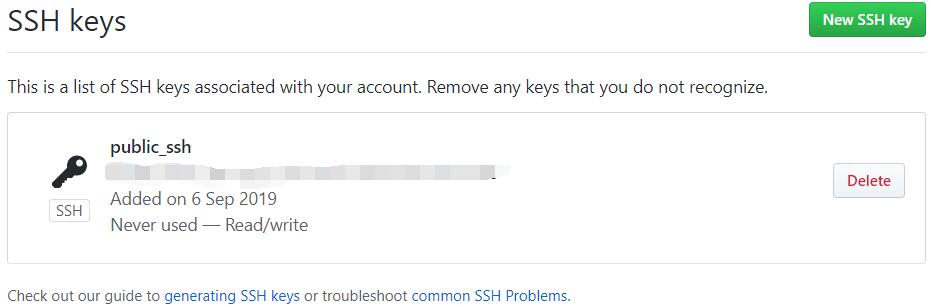 SSH keys
New SSH key
This is a list of SSH keys associated with your account. Remove any keys that you do not recognize.
public_ssh
Added on 6 Sep 2019
SSH
Never used — Read/write
Delete
Check out our guide to generating SSH keys or troubleshoot common SSH Problems.